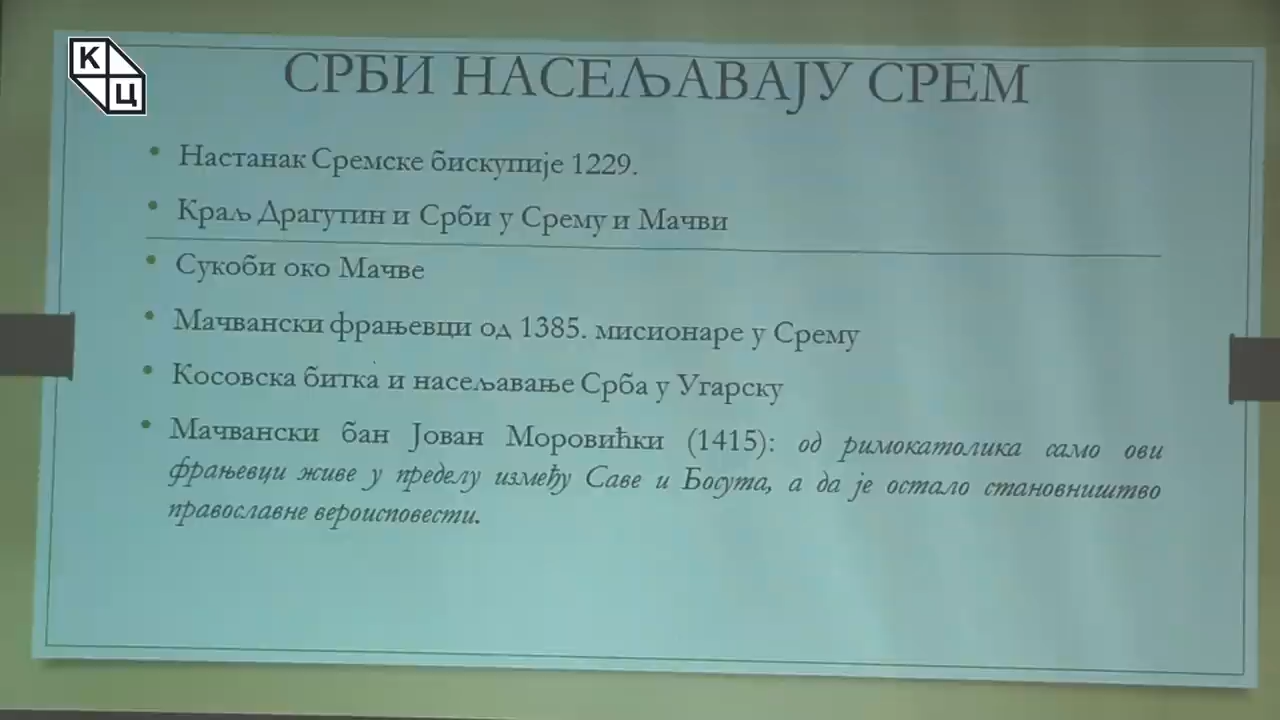 К
Ц
СРБИ НАСЕЉАВАЈУ СРЕМ
• Настанак Сремске бискупије 1229.
• Краљ Драгутин и Срби у Срему и Мачви
• Сукоби око Мачве
• Мачвански фрањевци од 1385. мисионаре у Срему
• Косовска битка и насељавање Срба у Угарску
• Мачвански бан Јован Моровићки (1415): од римокатолика само ови
фрањевци живе у пределу између Саве и Босута, а да је остало становништво
православне вероисповести.